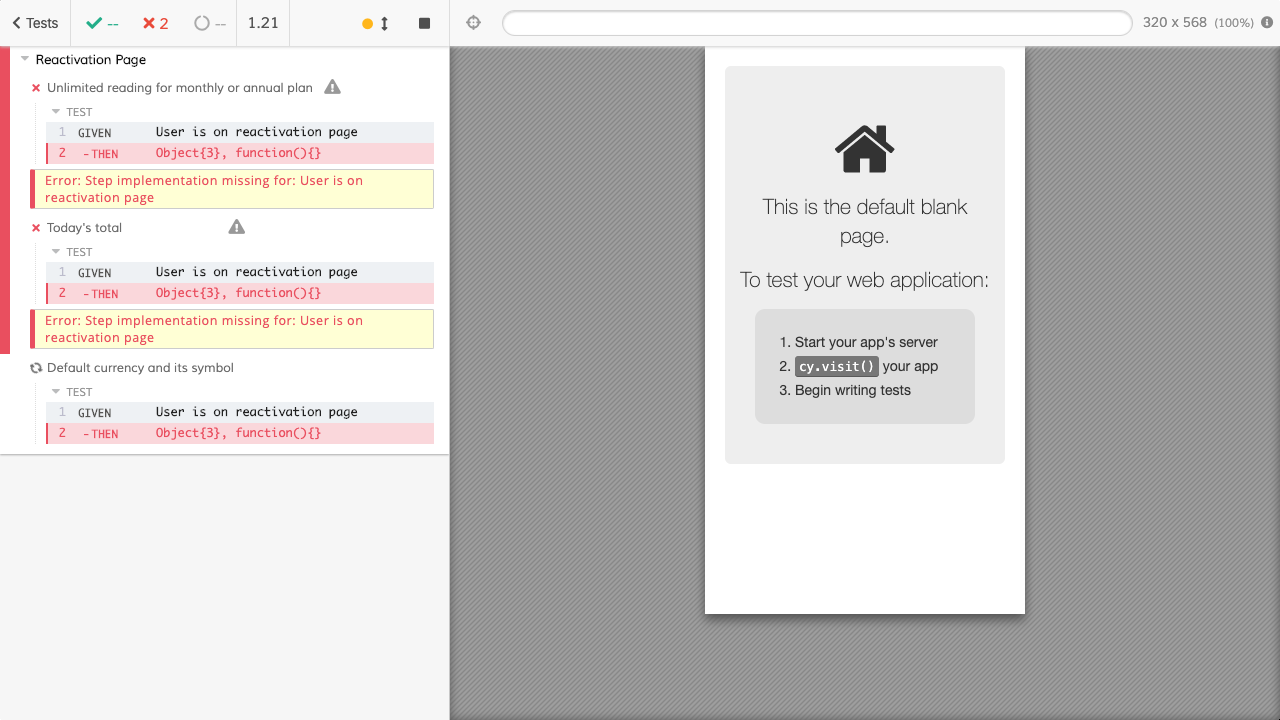 Tests
--
2
--
1.21
320 x 568 (100%)
Reactivation Page
Unlimited reading for monthly or annual plan
TEST
1 GIVEN User is on reactivation page
2 -THEN Object{3}, function(){}
Error: Step implementation missing for: User is on
reactivation page
Today's total
TEST
1 GIVEN User is on reactivation page
2 -THEN Object{3}, function(){}
Error: Step implementation missing for: User is on
reactivation page
Default currency and its symbol
TEST
1 GIVEN User is on reactivation page
2 -THEN Object{3}, function(){}
This is the default blank
page.
To test your web application:
1. Start your app's server
2. cy.visit() your app
3. Begin writing tests